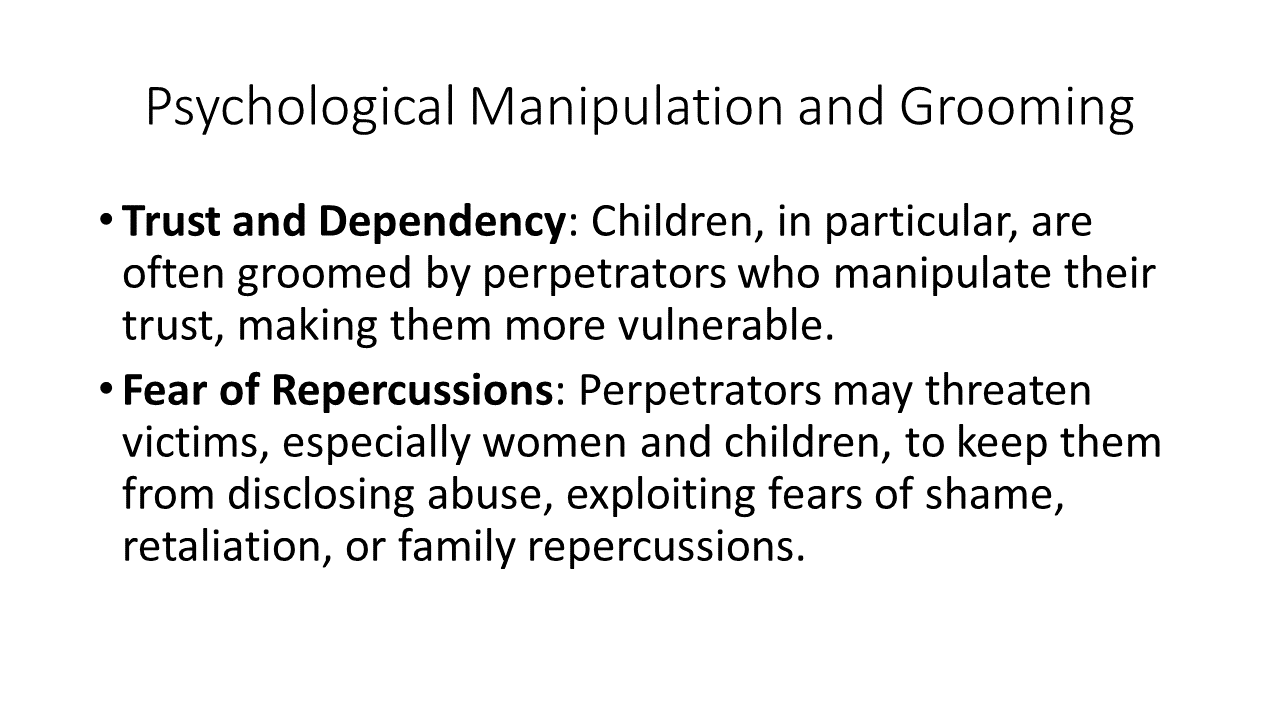 Psychological Manipulation and Grooming
• Trust and Dependency: Children, in particular, are
often groomed by perpetrators who manipulate their
trust, making them more vulnerable.
• Fear of Repercussions: Perpetrators may threaten
victims, especially women and children, to keep them
from disclosing abuse, exploiting fears of shame,
retaliation, or family repercussions.